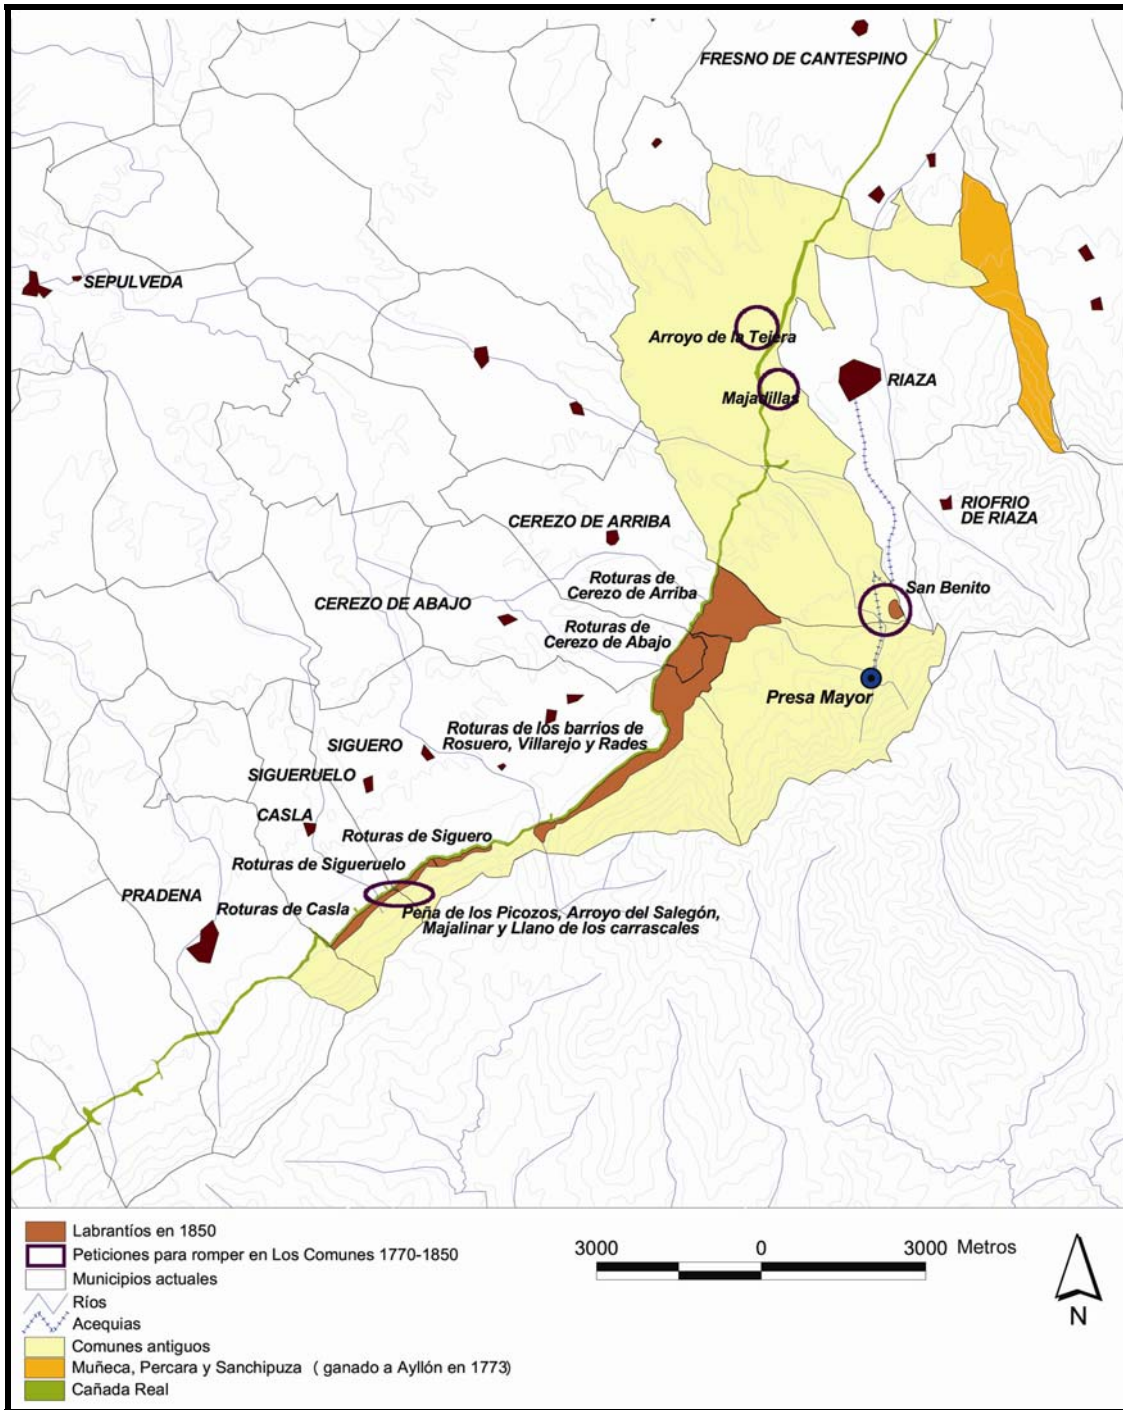 FRESNO DE CANTESPINO
SEPULVEDA
Arroyo de la Tejera
RIAZA
Majadillas
RIOFRIO
DE RIAZA
CEREZO DE ARRIBA
Roturas de
Cerezo de Arriba
San Benito
CEREZO DE ABAJO
Roturas de
Cerezo de Abajo
Presa Mayor
Roturas de los barrios de
Rosuero, Villarejo y Rades
SIGUERO
SIGUERUELO
CASLA
Roturas de Siguero
Roturas de Sigueruelo
PRADENA
Roturas de Casla
Peña de los Picozos, Arroyo del Salegón,
Majalinar y Llano de los carrascales
Labrantíos en 1850
Peticiones para romper en Los Comunes 1770-1850
Municipios actuales
Ríos
Acequias
Comunes antiguos
Muñeca, Percara y Sanchipuza ( ganado a Ayllón en 1773)
Cañada Real
3000 0 3000 Metros
N